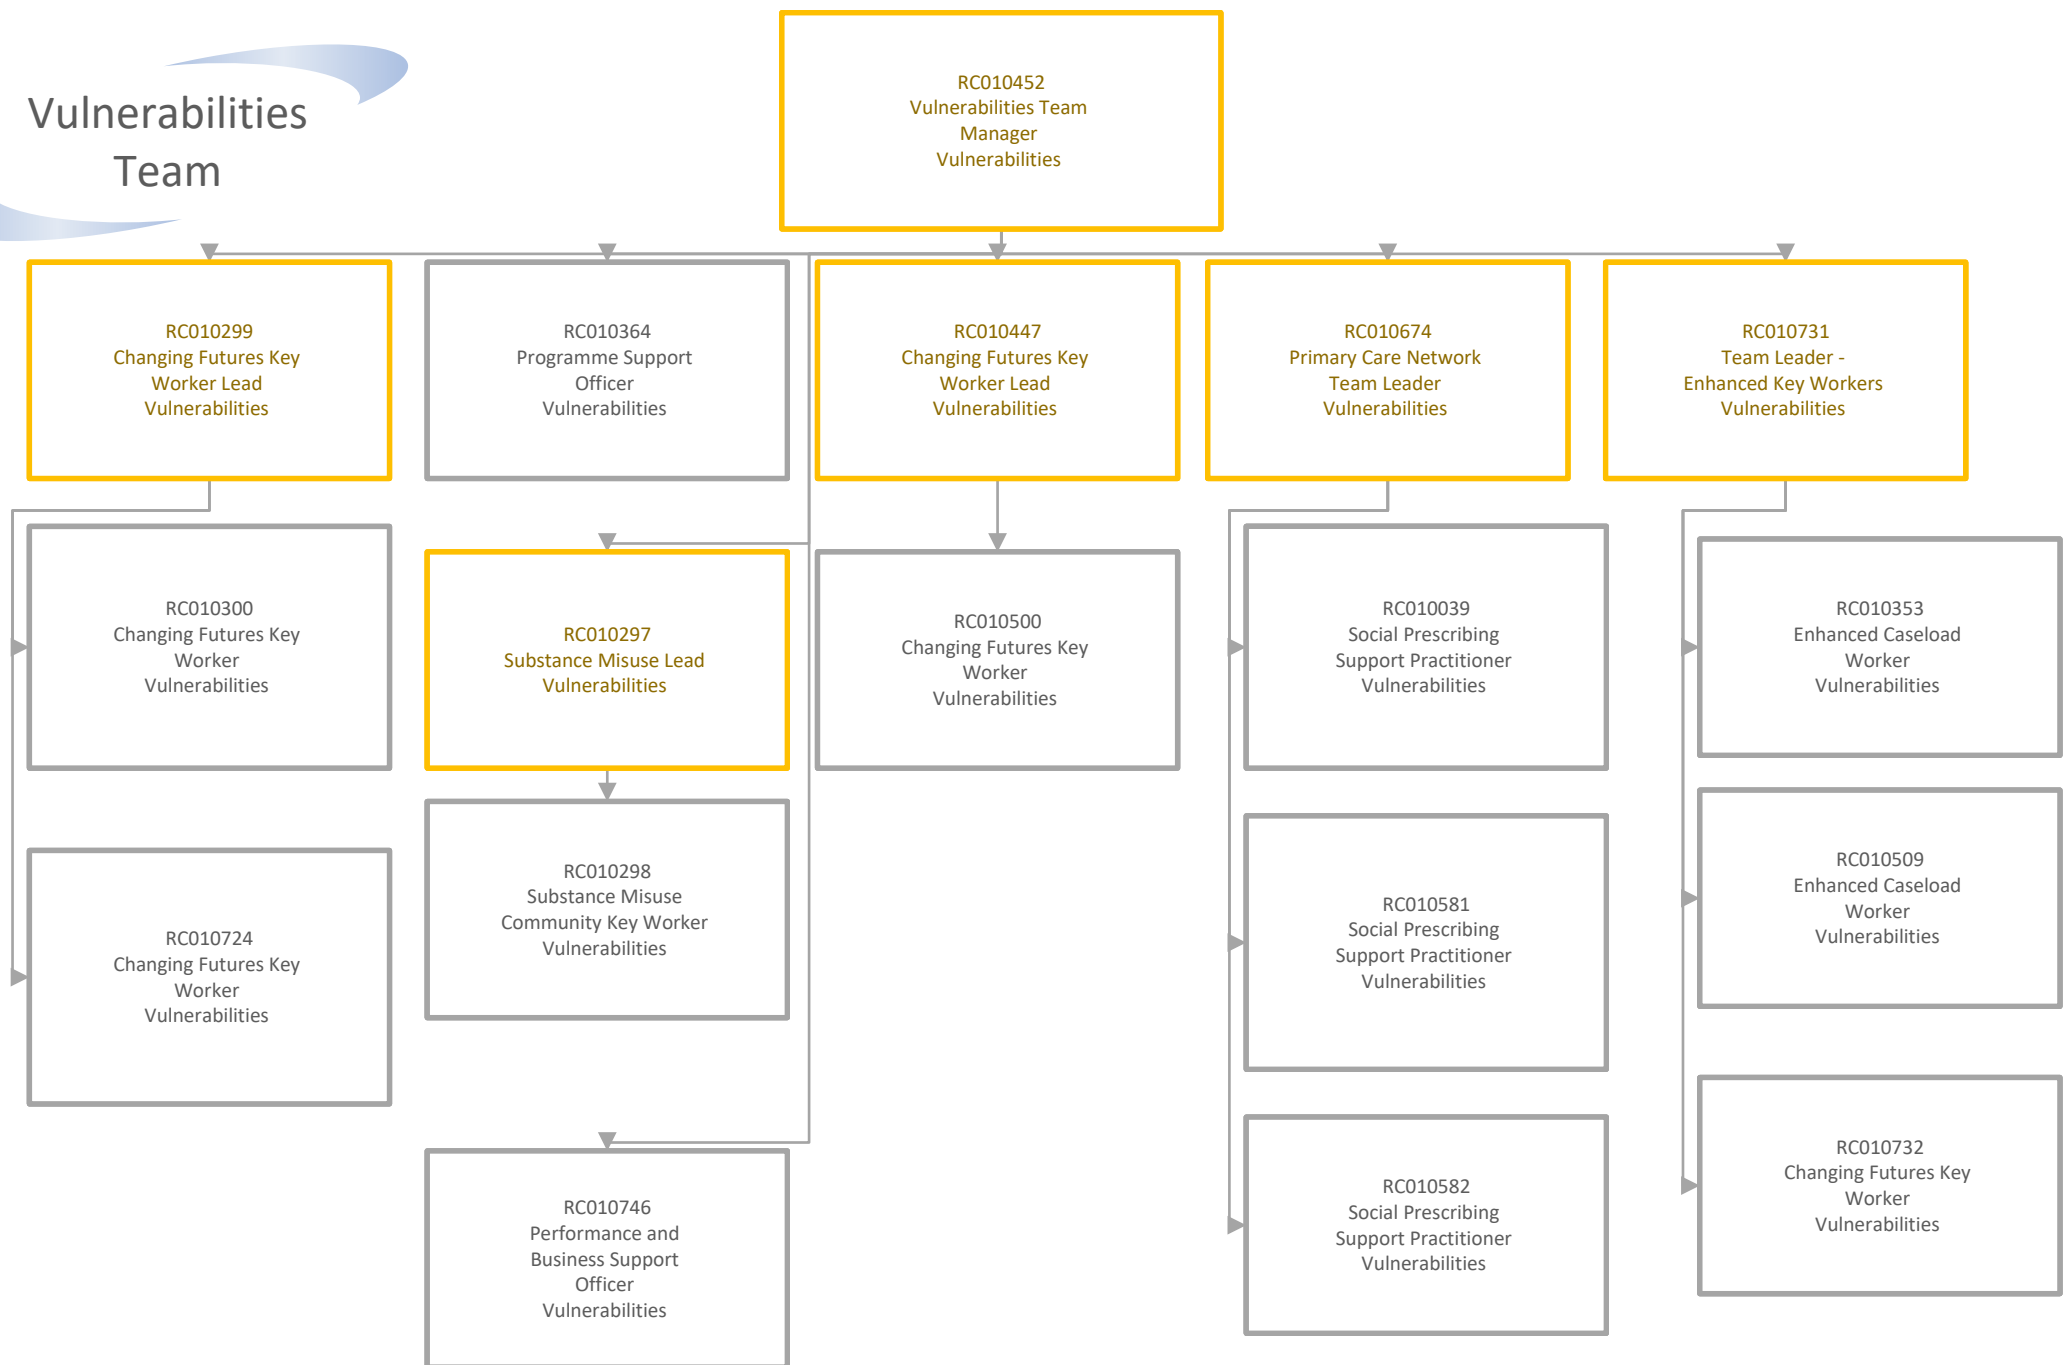 Vulnerabilities
Team
RC010452
Vulnerabilities Team
Manager
Vulnerabilities
RC010299
Changing Futures Key
Worker Lead
Vulnerabilities
RC010364
Programme Support
Officer
Vulnerabilities
RC010447
Changing Futures Key
Worker Lead
Vulnerabilities
RC010674
Primary Care Network
Team Leader
Vulnerabilities
RC010731
Team Leader -
Enhanced Key Workers
Vulnerabilities
RC010300
Changing Futures Key
Worker
Vulnerabilities
RC010297
Substance Misuse Lead
Vulnerabilities
RC010500
Changing Futures Key
Worker
Vulnerabilities
RC010039
Social Prescribing
Support Practitioner
Vulnerabilities
RC010353
Enhanced Caseload
Worker
Vulnerabilities
RC010724
Changing Futures Key
Worker
Vulnerabilities
RC010298
Substance Misuse
Community Key Worker
Vulnerabilities
RC010581
Social Prescribing
Support Practitioner
Vulnerabilities
RC010509
Enhanced Caseload
Worker
Vulnerabilities
RC010746
Performance and
Business Support
Officer
Vulnerabilities
RC010582
Social Prescribing
Support Practitioner
Vulnerabilities
RC010732
Changing Futures Key
Worker
Vulnerabilities